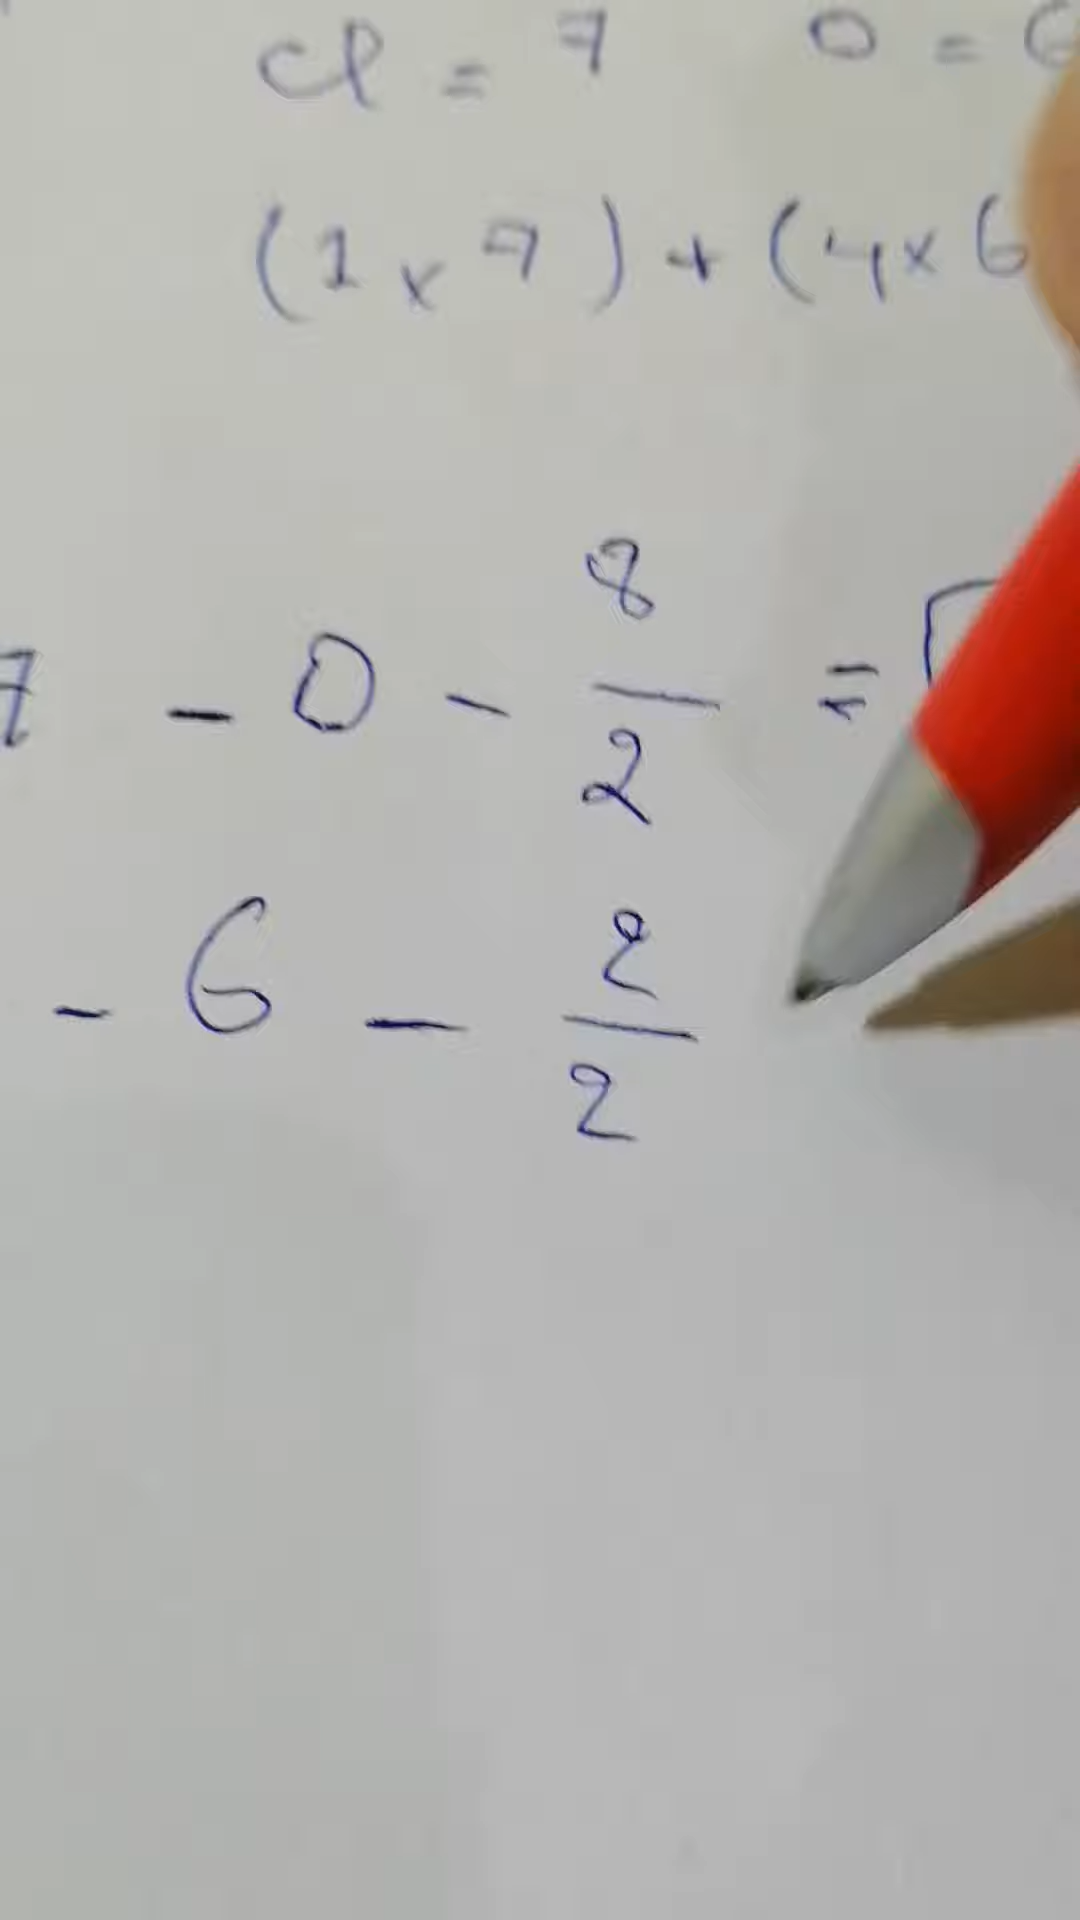 Cl = 7 O = 6
(1 x 7) + (4 x 6
7 - 0 - 8/2 =
- 6 - 2/2